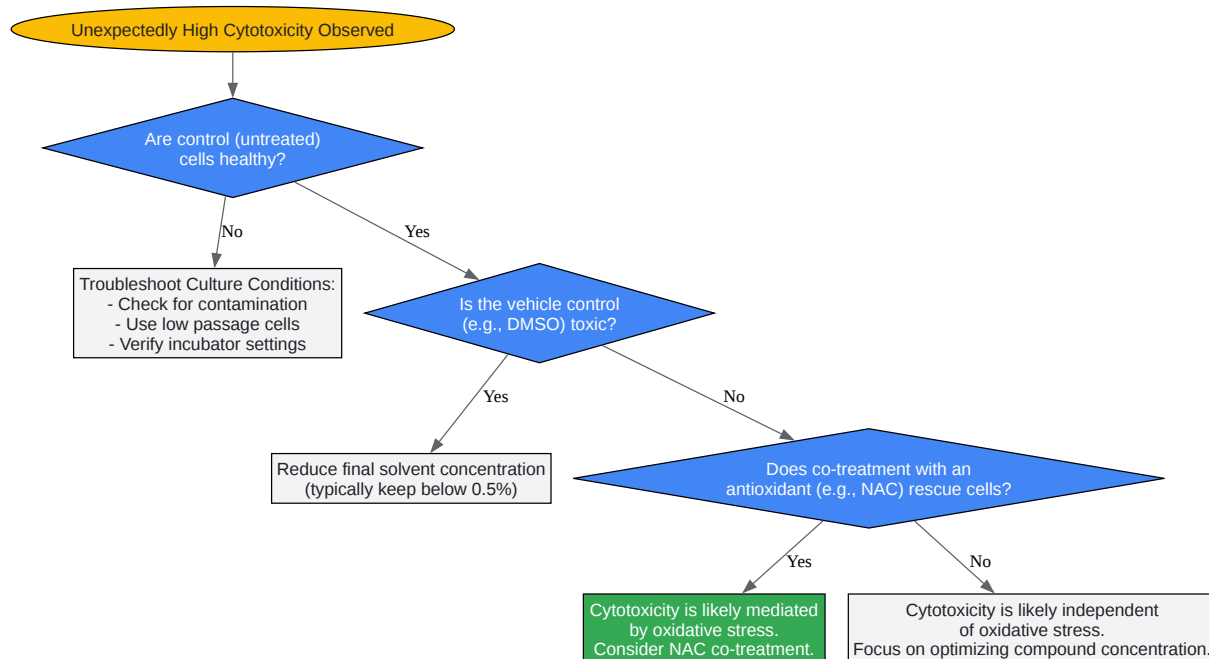 Unexpectedly High Cytotoxicity Observed
Are control (untreated)
cells healthy?
No
Yes
Troubleshoot Culture Conditions:
- Check for contamination
- Use low passage cells
- Verify incubator settings
Is the vehicle control
(e.g., DMSO) toxic?
Yes
No
Reduce final solvent concentration
(typically keep below 0.5%)
Does co-treatment with an
antioxidant (e.g., NAC) rescue cells?
Yes
No
Cytotoxicity is likely mediated
by oxidative stress.
Consider NAC co-treatment.
Cytotoxicity is likely independent
of oxidative stress.
Focus on optimizing compound concentration.